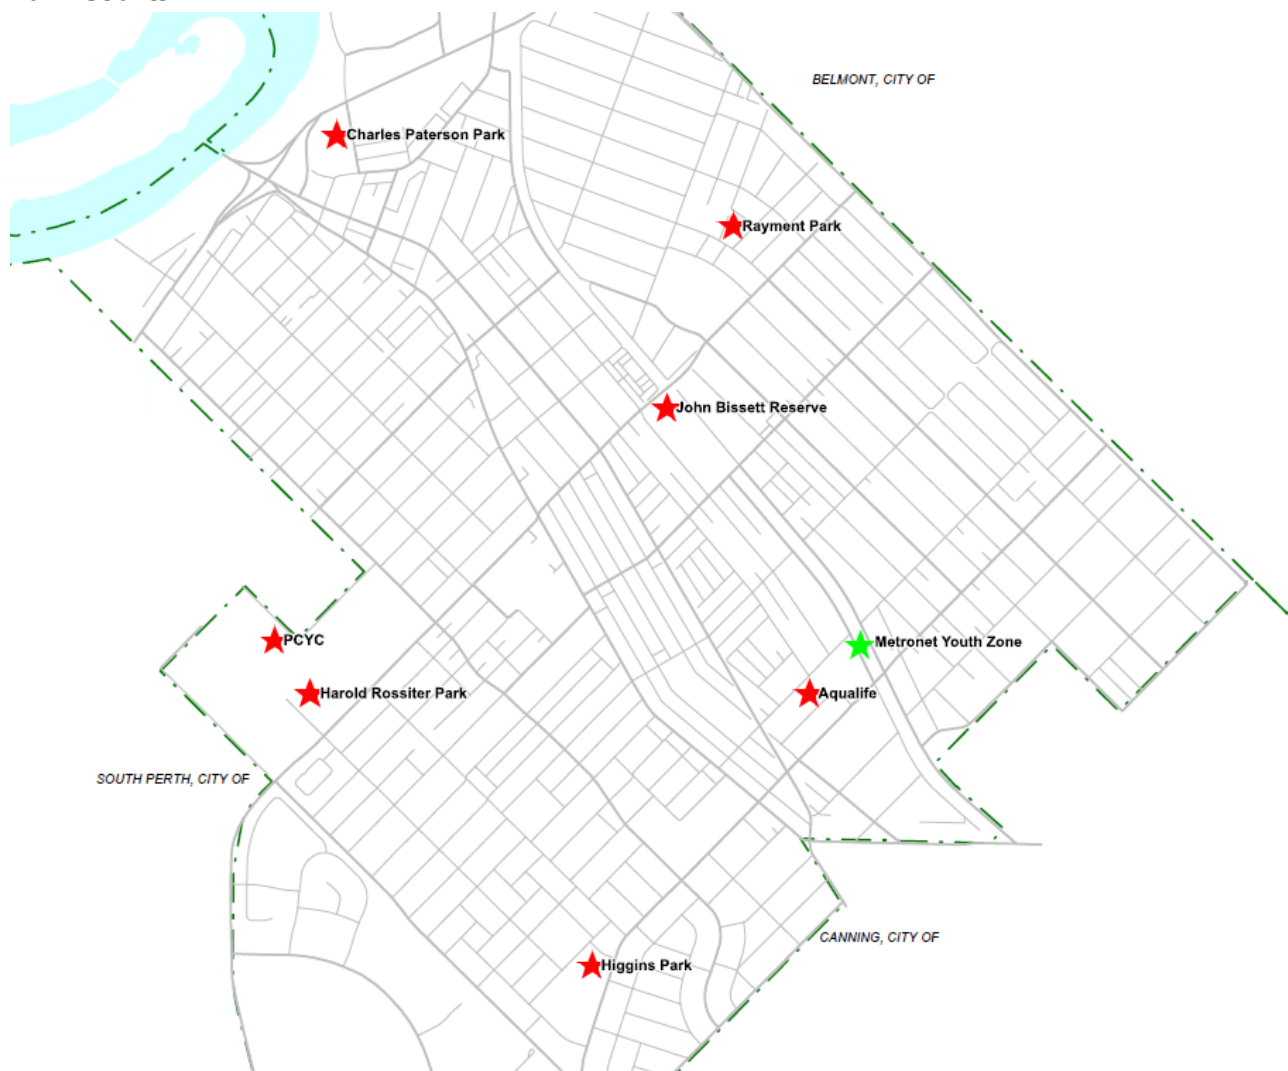 BELMONT, CITY OF
Charles Paterson Park
Rayment Park
John Bissett Reserve
PCYC
Metronet Youth Zone
Harold Rossiter Park
Aqualife
SOUTH PERTH, CITY OF
CANNING, CITY OF
Higgins Park